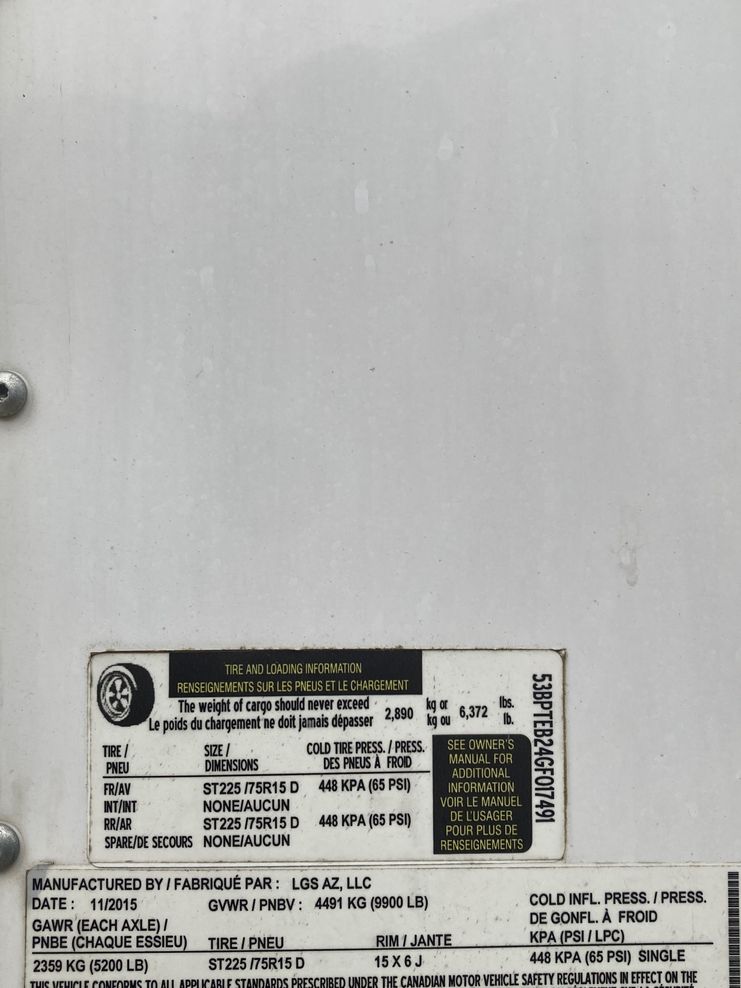 TIRE AND LOADING INFORMATION
RENSEIGNEMENTS SUR LES PNEUS ET LE CHARGEMENT
The weight of cargo should never exceed
Le poids du chargement ne doit jamais dépasser
2,890 kg or kg ou 6,372 lbs. lb.
TIRE / PNEU SIZE / DIMENSIONS COLD TIRE PRESS. / PRESS. DES PNEUS À FROID
FR/AV ST225 /75R15 D 448 KPA (65 PSI)
INT/INT NONE/AUCUN
RR/AR ST225 /75R15 D 448 KPA (65 PSI)
SPARE/DE SECOURS NONE/AUCUN
SEE OWNER'S
MANUAL FOR
ADDITIONAL
INFORMATION
VOIR LE MANUEL
DE L'USAGER
POUR PLUS DE
RENSEIGNEMENTS
53BPTEB24GF017491
MANUFACTURED BY / FABRIQUÉ PAR : LGS AZ, LLC
DATE : 11/2015 GVWR / PNBV : 4491 KG (9900 LB)
GAWR (EACH AXLE) /
PNBE (CHAQUE ESSIEU) TIRE / PNEU RIM / JANTE
COLD INFL. PRESS. / PRESS.
DE GONFL. À FROID
KPA (PSI / LPC)
2359 KG (5200 LB) ST225 /75R15 D 15 X 6 J 448 KPA (65 PSI) SINGLE
THIS VEHICLE CONFORMS TO ALL APPLICABLE STANDARDS PRESCRIBED UNDER THE CANADIAN MOTOR VEHICLE SAFETY REGULATIONS IN EFFECT ON THE